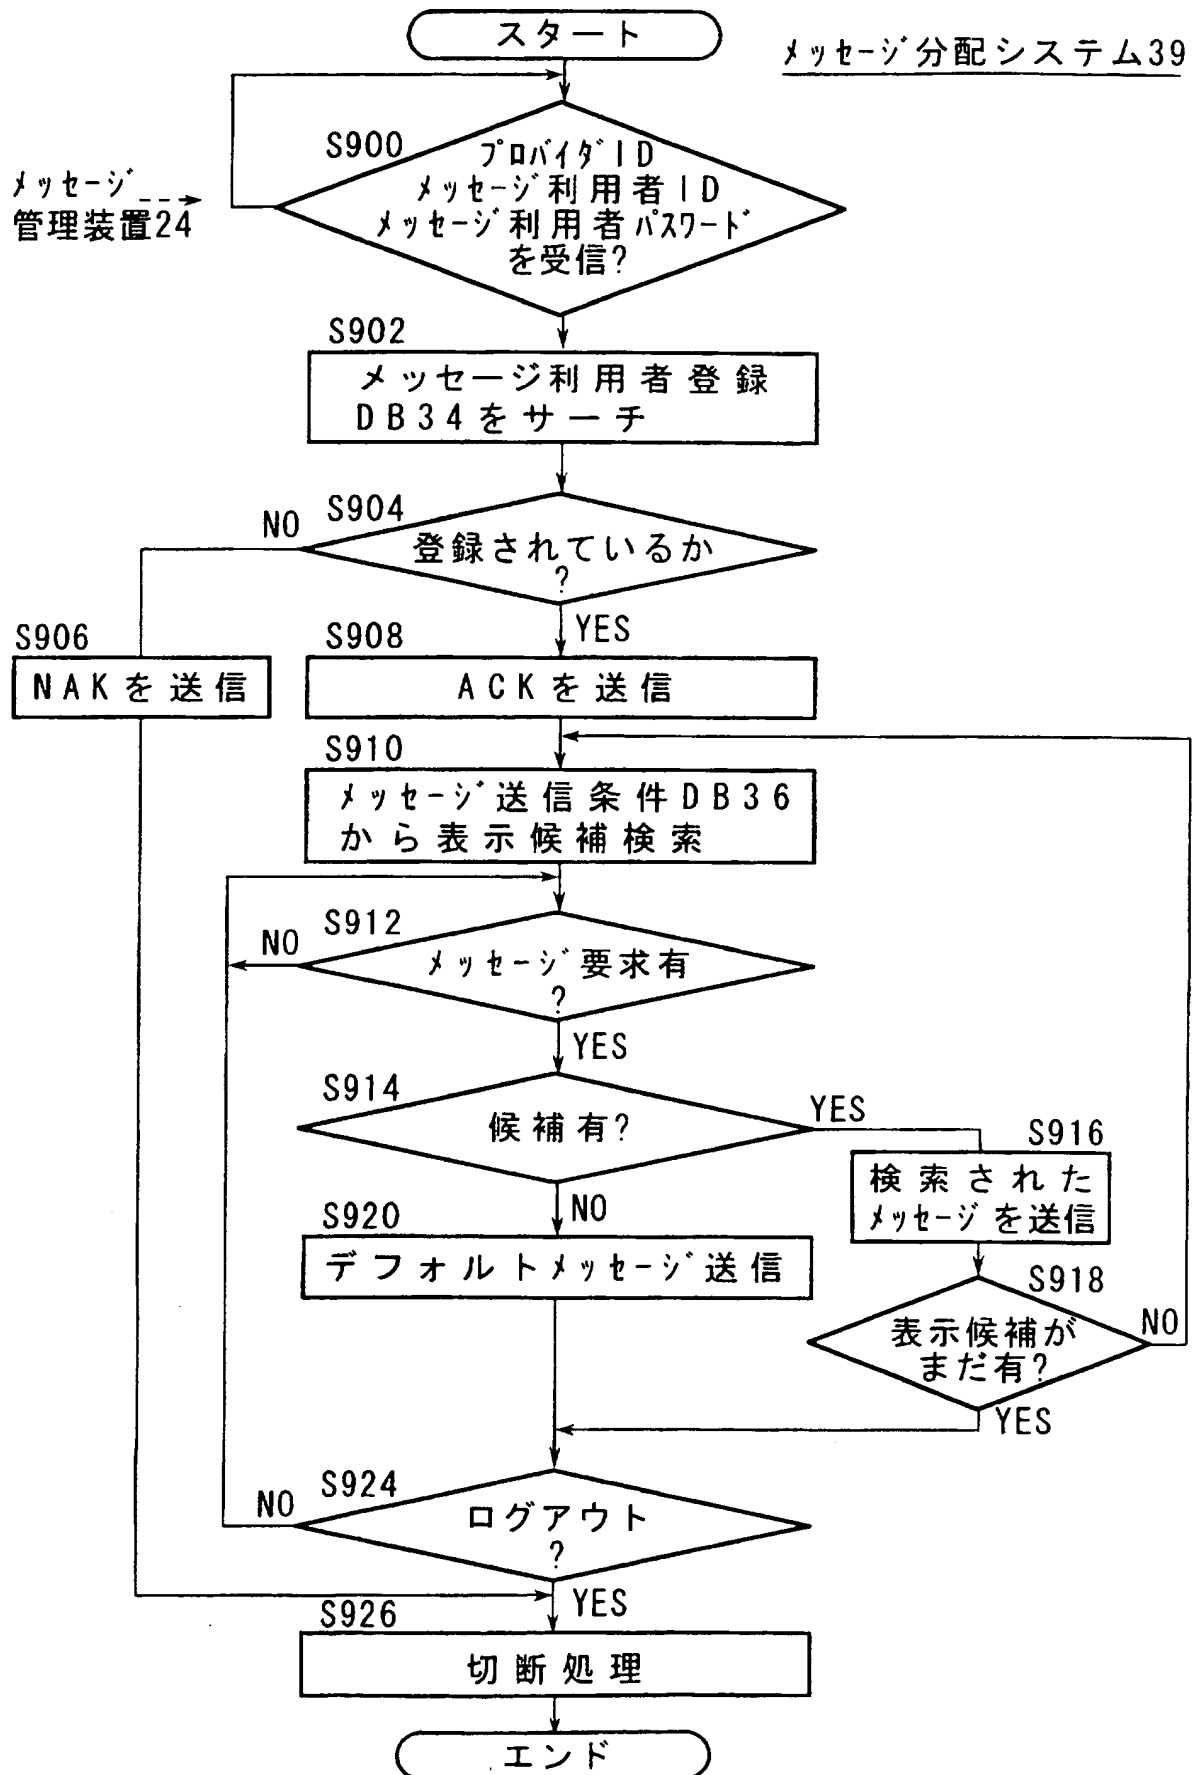 スタート
メッセージ分配システム39
S900
プロバイダID
メッセージ利用者ID
メッセージ利用者パスワード
を受信?
メッセージ
管理装置24
S902
メッセージ利用者登録
DB34をサーチ
S904
NO
登録されているか
?
YES
S906
NAKを送信
S908
ACKを送信
S910
メッセージ送信条件DB36
から表示候補検索
S912
NO
メッセージ要求有
?
YES
S914
候補有?
YES
S916
検索された
メッセージを送信
NO
S920
デフォルトメッセージ送信
S918
表示候補が
まだ有?
NO
YES
S924
NO
ログアウト
?
YES
S926
切断処理
エンド